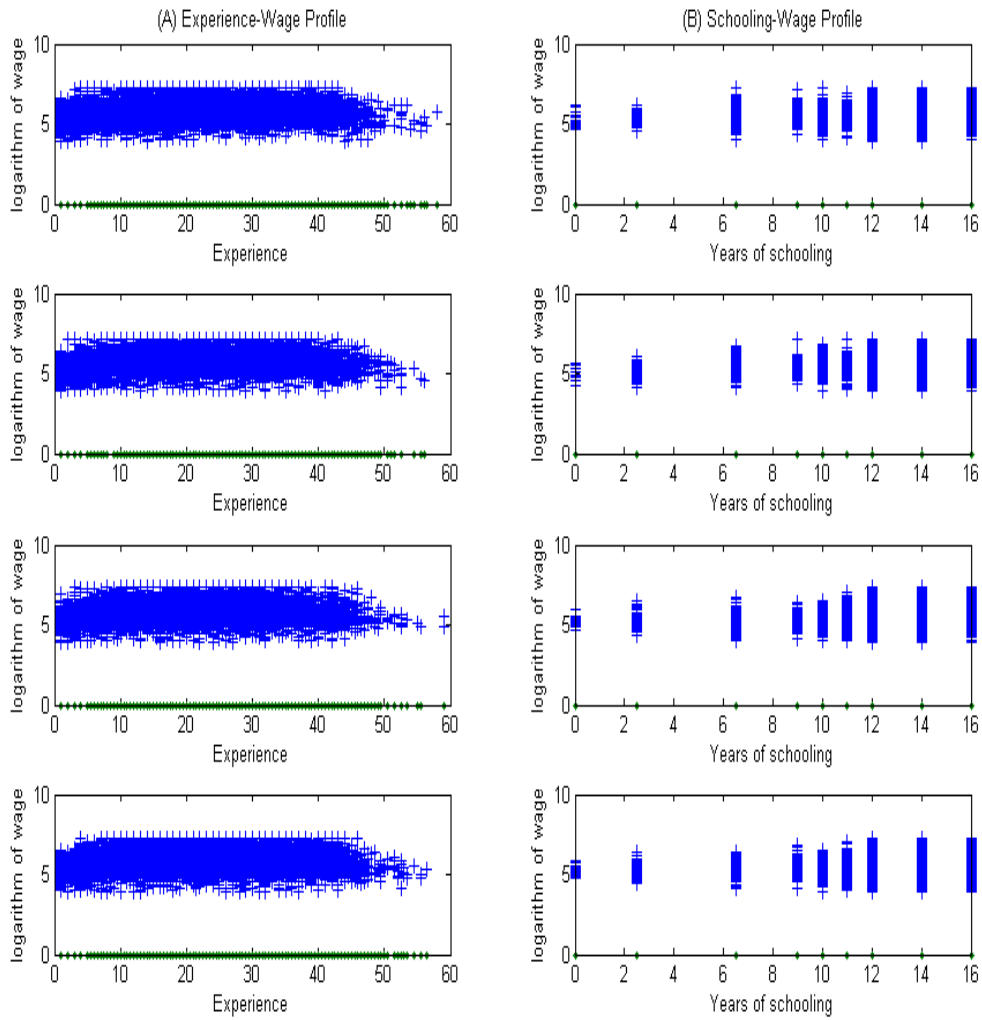 (A) Experience-Wage Profile
logarithm of wage
10
5
0
0 10 20 30 40 50 60
Experience
(B) Schooling-Wage Profile
logarithm of wage
10
5
0
0 2 4 6 8 10 12 14 16
Years of schooling
logarithm of wage
10
5
0
0 10 20 30 40 50 60
Experience
logarithm of wage
10
5
0
0 2 4 6 8 10 12 14 16
Years of schooling
logarithm of wage
10
5
0
0 10 20 30 40 50 60
Experience
logarithm of wage
10
5
0
0 2 4 6 8 10 12 14 16
Years of schooling
logarithm of wage
10
5
0
0 10 20 30 40 50 60
Experience
logarithm of wage
10
5
0
0 2 4 6 8 10 12 14 16
Years of schooling